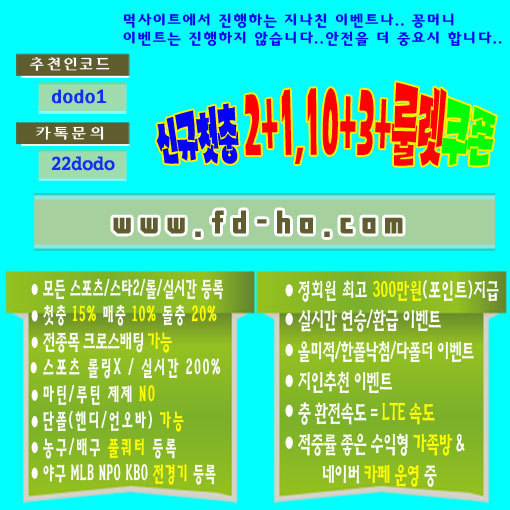 먹사이트에서 진행하는 지나친 이벤트나.. 꽁머니
이벤트는 진행하지 않습니다..안전을 더 중요시 합니다..
추천인코드
dodo1
카톡문의
22dodo
신규첫충 2+1,10+3+룰렛쿠폰
www.fd-ha.com
• 모든 스포츠/스타2/롤/실시간 등록
• 첫충 15% 매충 10% 돌충 20%
• 전종목 크로스배팅 가능
• 스포츠 롤링X / 실시간 200%
• 마틴/루틴 제제 NO
• 단폴(핸디/언오바) 가능
• 농구/배구 풀쿼터 등록
• 야구 MLB NPO KBO 전경기 등록
• 정회원 최고 300만원(포인트)지급
• 실시간 연승/환급 이벤트
• 올미적/한폴낙첨/다폴더 이벤트
• 지인추천 이벤트
• 충 환전속도 = LTE 속도
• 적중률 좋은 수익형 가족방 &
네이버 카페 운영 중